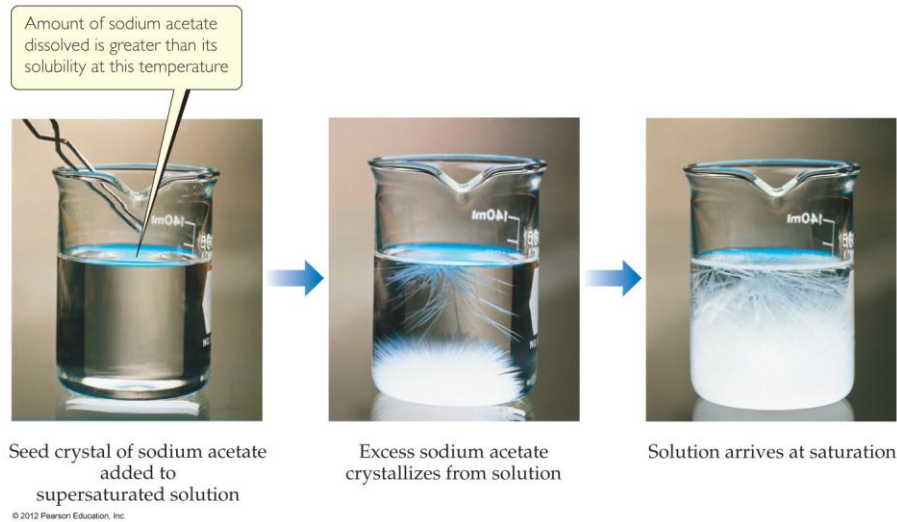 Amount of sodium acetate
dissolved is greater than its
solubility at this temperature
140ml
140ml
140ml
Seed crystal of sodium acetate
added to
supersaturated solution
Excess sodium acetate
crystallizes from solution
Solution arrives at saturation
© 2012 Pearson Education, Inc.